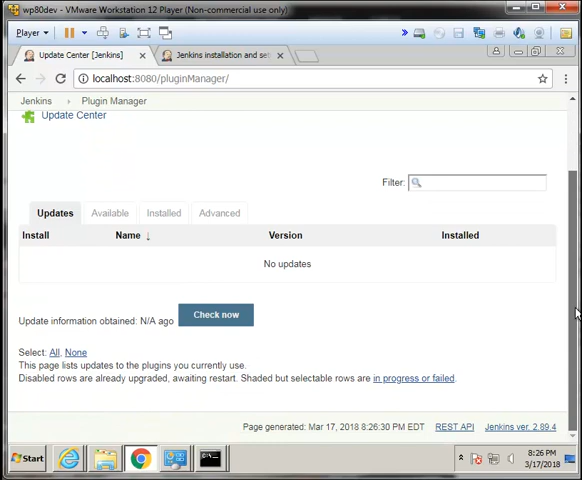 wp80dev - VMware Workstation 12 Player (Non-commercial use only)
Player
Update Center [Jenkins]
Jenkins installation and se
localhost:8080/pluginManager/
Jenkins
Plugin Manager
Update Center
Filter:
Updates
Available
Installed
Advanced
Install
Name ↓
Version
Installed
No updates
Update information obtained: N/A ago
Check now
Select: All, None
This page lists updates to the plugins you currently use.
Disabled rows are already upgraded, awaiting restart. Shaded but selectable rows are in progress or failed.
Page generated: Mar 17, 2018 8:26:30 PM EDT
REST API
Jenkins ver. 2.89.4
Start
8:26 PM
3/17/2018